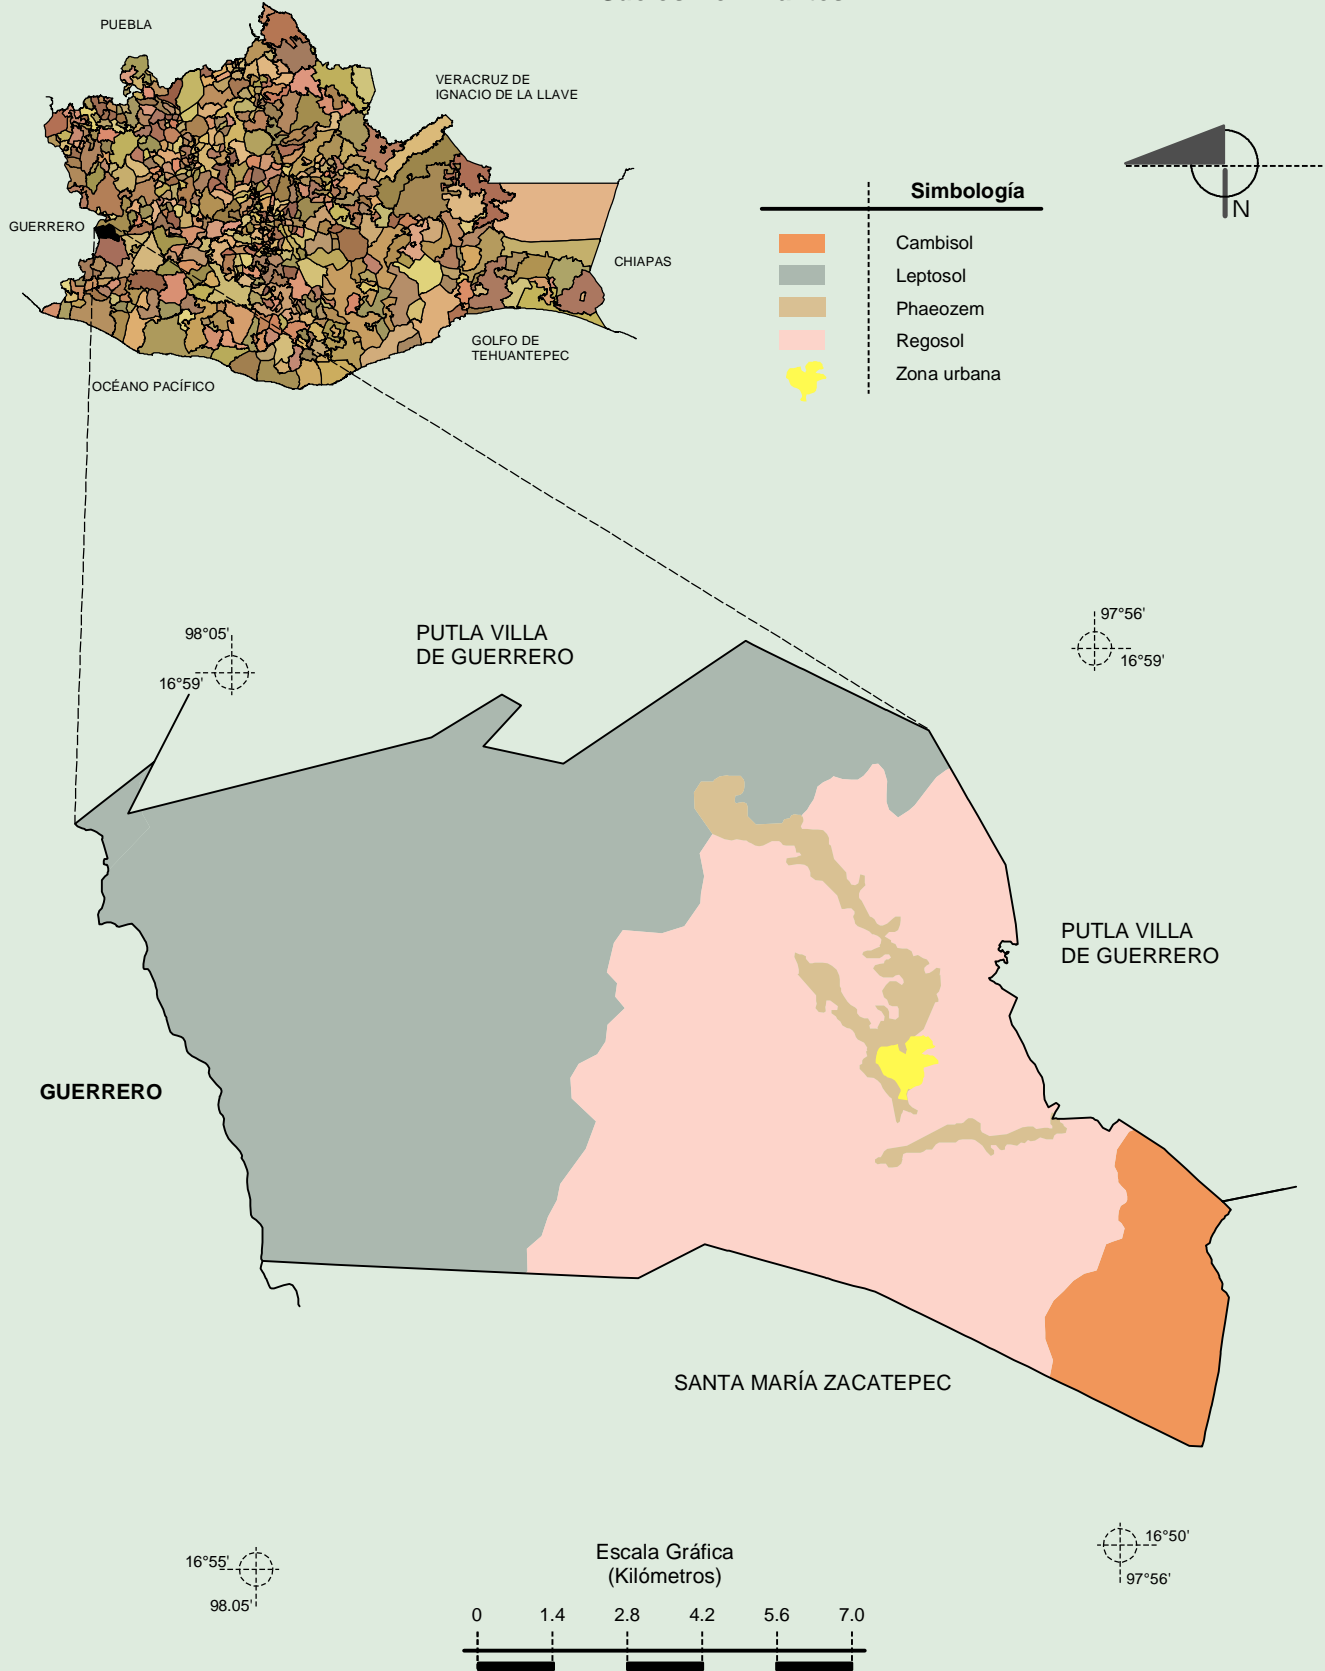 PUEBLA
VERACRUZ DE
IGNACIO DE LA LLAVE
GUERRERO
CHIAPAS
GOLFO DE
TEHUANTEPEC
OCÉANO PACÍFICO
N
Simbología
Cambisol
Leptosol
Phaeozem
Regosol
Zona urbana
98°05'
16°59'
PUTLA VILLA
DE GUERRERO
97°56'
16°59'
PUTLA VILLA
DE GUERRERO
GUERRERO
SANTA MARÍA ZACATEPEC
16°55'
98.05'
Escala Gráfica
(Kilómetros)
0 1.4 2.8 4.2 5.6 7.0
16°50'
97°56'